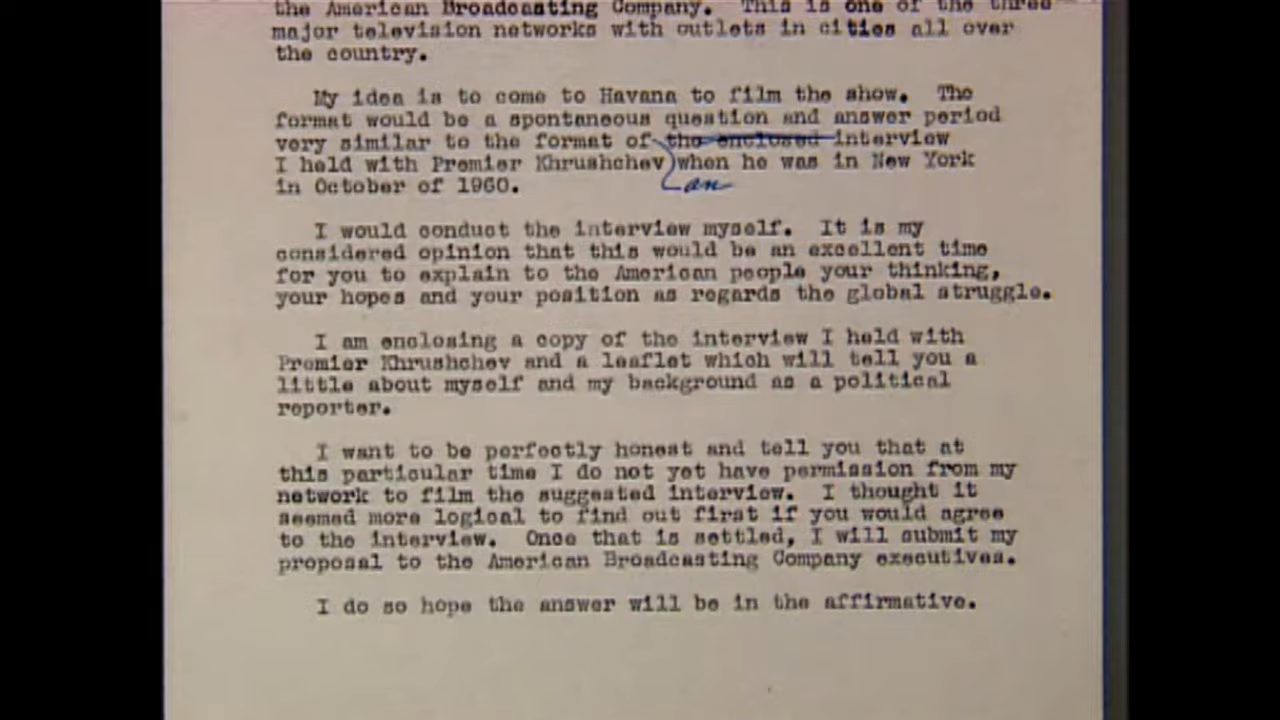 the American Broadcasting Company. This is one of the three
major television networks with outlets in cities all over
the country.
My idea is to come to Havana to film the show. The
format would be a spontaneous question and answer period
very similar to the format of the enclosed interview
I held with Premier Khrushchev when he was in New York
in October of 1960. an
I would conduct the interview myself. It is my
considered opinion that this would be an excellent time
for you to explain to the American people your thinking,
your hopes and your position as regards the global struggle.
I am enclosing a copy of the interview I held with
Premier Khrushchev and a leaflet which will tell you a
little about myself and my background as a political
reporter.
I want to be perfectly honest and tell you that at
this particular time I do not yet have permission from my
network to film the suggested interview. I thought it
seemed more logical to find out first if you would agree
to the interview. Once that is settled, I will submit my
proposal to the American Broadcasting Company executives.
I do so hope the answer will be in the affirmative.